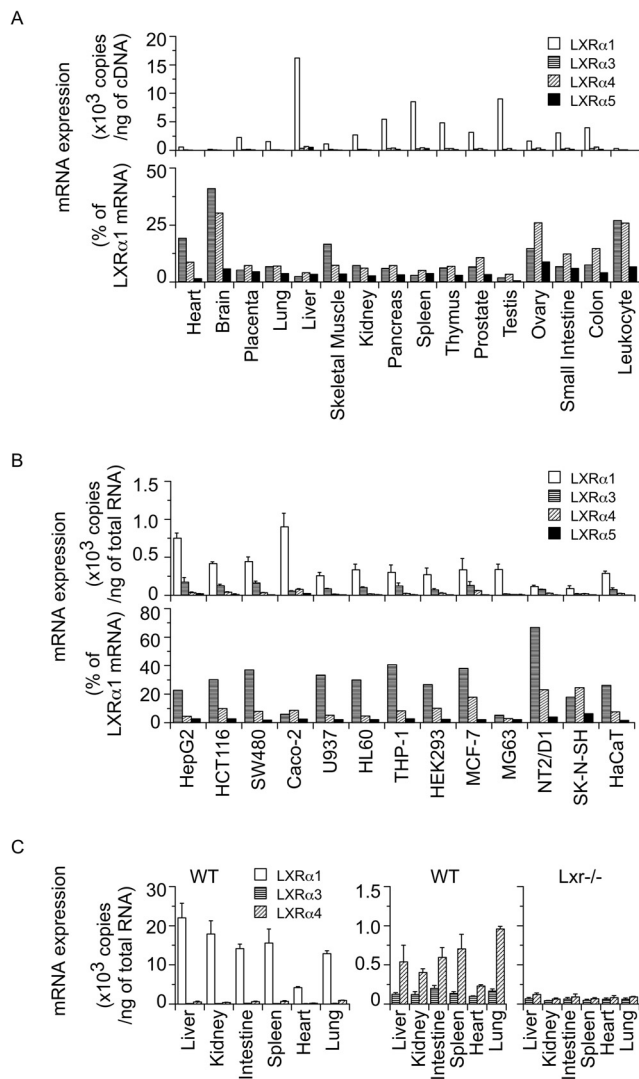 A
mRNA expression
(x10³ copies
/ng of cDNA)
20
15
10
5
0
LXRα1
LXRα3
LXRα4
LXRα5
(% of
LXRα1 mRNA)
50
25
0
Heart
Brain
Placenta
Lung
Liver
Skeletal Muscle
Kidney
Pancreas
Spleen
Thymus
Prostate
Testis
Ovary
Small Intestine
Colon
Leukocyte
B
mRNA expression
(x10³ copies
/ng of total RNA)
1.5
1.0
0.5
0
LXRα1
LXRα3
LXRα4
LXRα5
(% of
LXRα1 mRNA)
80
60
40
20
0
HepG2
HCT116
SW480
Caco-2
U937
HL60
THP-1
HEK293
MCF-7
MG63
NT2/D1
SK-N-SH
HaCaT
C
mRNA expression
(x10³ copies
/ng of total RNA)
WT
30
20
10
0
LXRα1
LXRα3
LXRα4
Liver
Kidney
Intestine
Spleen
Heart
Lung
WT
1.5
1.0
0.5
0
Liver
Kidney
Intestine
Spleen
Heart
Lung
Lxr-/-
Liver
Kidney
Intestine
Spleen
Heart
Lung